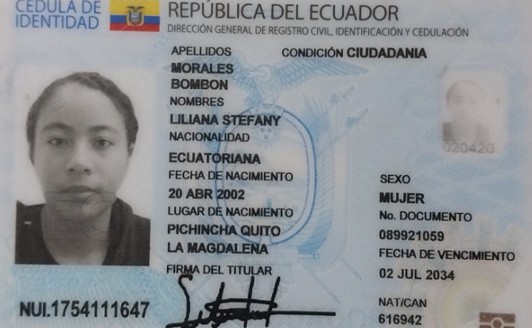 CÉDULA DE
IDENTIDAD
REPÚBLICA DEL ECUADOR
DIRECCIÓN GENERAL DE REGISTRO CIVIL, IDENTIFICACIÓN Y CEDULACIÓN
APELLIDOS
CONDICIÓN CIUDADANIA
MORALES
BOMBON
NOMBRES
LILIANA STEFANY
NACIONALIDAD
ECUATORIANA
FECHA DE NACIMIENTO
20 ABR 2002
LUGAR DE NACIMIENTO
PICHINCHA QUITO
LA MAGDALENA
FIRMA DEL TITULAR
020420
SEXO
MUJER
No. DOCUMENTO
089921059
FECHA DE VENCIMIENTO
02 JUL 2034
NAT/CAN
616942
NUI.1754111647